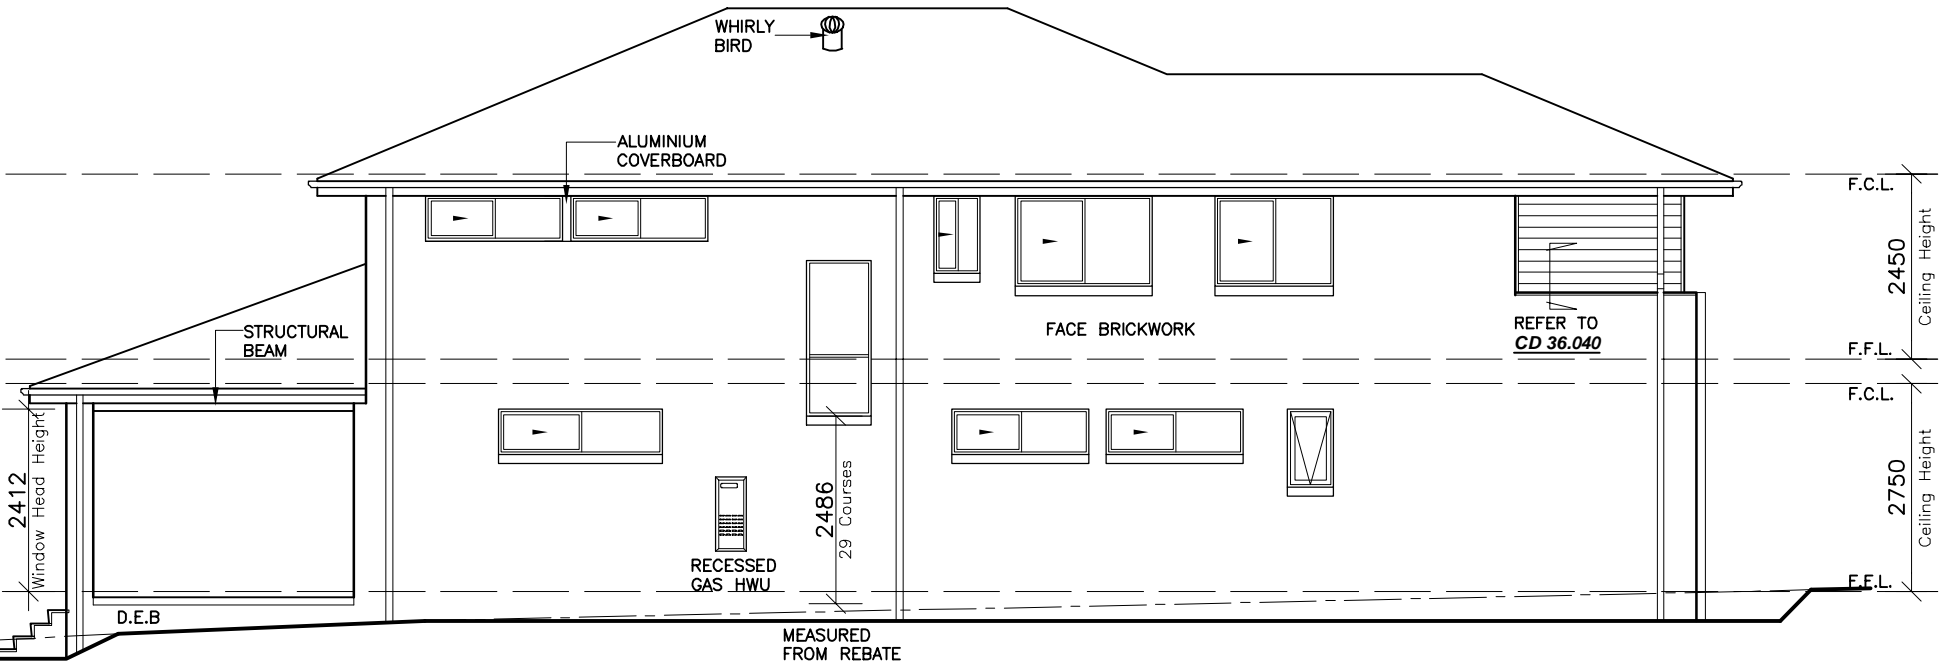 WHIRLY
BIRD
ALUMINIUM
COVERBOARD
F.C.L.
2450
Ceiling Height
STRUCTURAL
BEAM
FACE BRICKWORK
REFER TO
CD 36.040
F.F.L.
F.C.L.
2412
Window Head Height
2486
29 Courses
2750
Ceiling Height
RECESSED
GAS HWU
F.F.L.
D.E.B
MEASURED
FROM REBATE